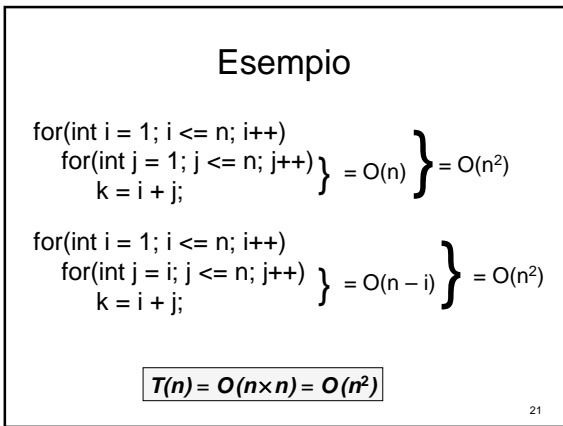 Esempio
for(int i = 1; i <= n; i++)
for(int j = 1; j <= n; j++) } = O(n) } = O(n²)
k = i + j;
for(int i = 1; i <= n; i++)
for(int j = i; j <= n; j++) } = O(n – i) } = O(n²)
k = i + j;
T(n) = O(n×n) = O(n²)
21